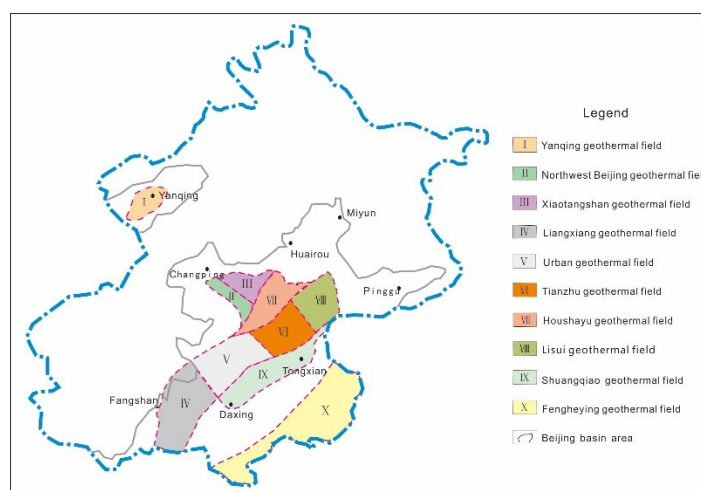 Legend
I Yanqing geothermal field
II Northwest Beijing geothermal field
III Xiaotangshan geothermal field
IV Liangxiang geothermal field
V Urban geothermal field
VI Tianzhu geothermal field
VII Houshayu geothermal field
VIII Lisui geothermal field
IX Shuangqiao geothermal field
X Fengheying geothermal field
Beijing basin area
I
Yanqing
Miyun
Huairou
Changping
Pinggu
III
II
VII
VIII
VI
V
IX
Tongxian
Fangshan
IV
Daxing
X